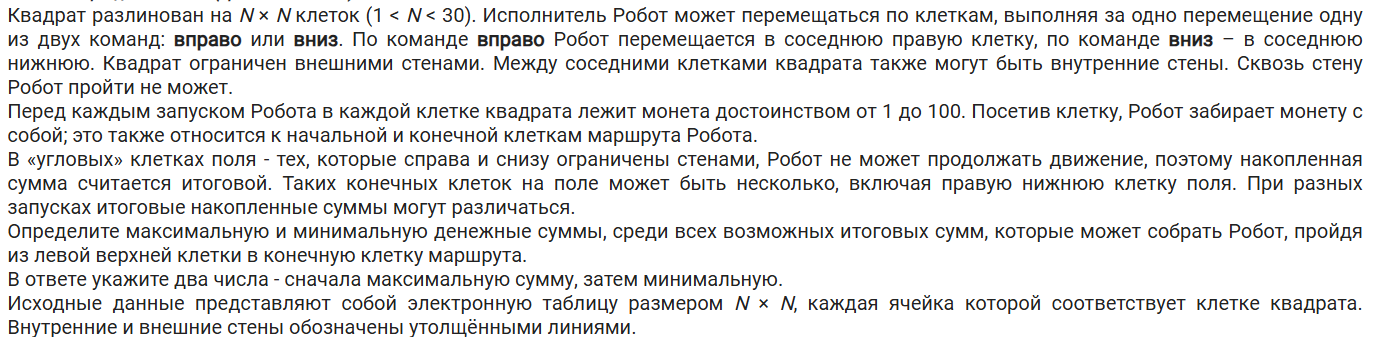 Квадрат разлинован на N × N клеток (1 < N < 30). Исполнитель Робот может перемещаться по клеткам, выполняя за одно перемещение одну
из двух команд: вправо или вниз. По команде вправо Робот перемещается в соседнюю правую клетку, по команде вниз – в соседнюю
нижнюю. Квадрат ограничен внешними стенами. Между соседними клетками квадрата также могут быть внутренние стены. Сквозь стену
Робот пройти не может.
Перед каждым запуском Робота в каждой клетке квадрата лежит монета достоинством от 1 до 100. Посетив клетку, Робот забирает монету с
собой; это также относится к начальной и конечной клеткам маршрута Робота.
В «угловых» клетках поля - тех, которые справа и снизу ограничены стенами, Робот не может продолжать движение, поэтому накопленная
сумма считается итоговой. Таких конечных клеток на поле может быть несколько, включая правую нижнюю клетку поля. При разных
запусках итоговые накопленные суммы могут различаться.
Определите максимальную и минимальную денежные суммы, среди всех возможных итоговых сумм, которые может собрать Робот, пройдя
из левой верхней клетки в конечную клетку маршрута.
В ответе укажите два числа - сначала максимальную сумму, затем минимальную.
Исходные данные представляют собой электронную таблицу размером N × N, каждая ячейка которой соответствует клетке квадрата.
Внутренние и внешние стены обозначены утолщёнными линиями.